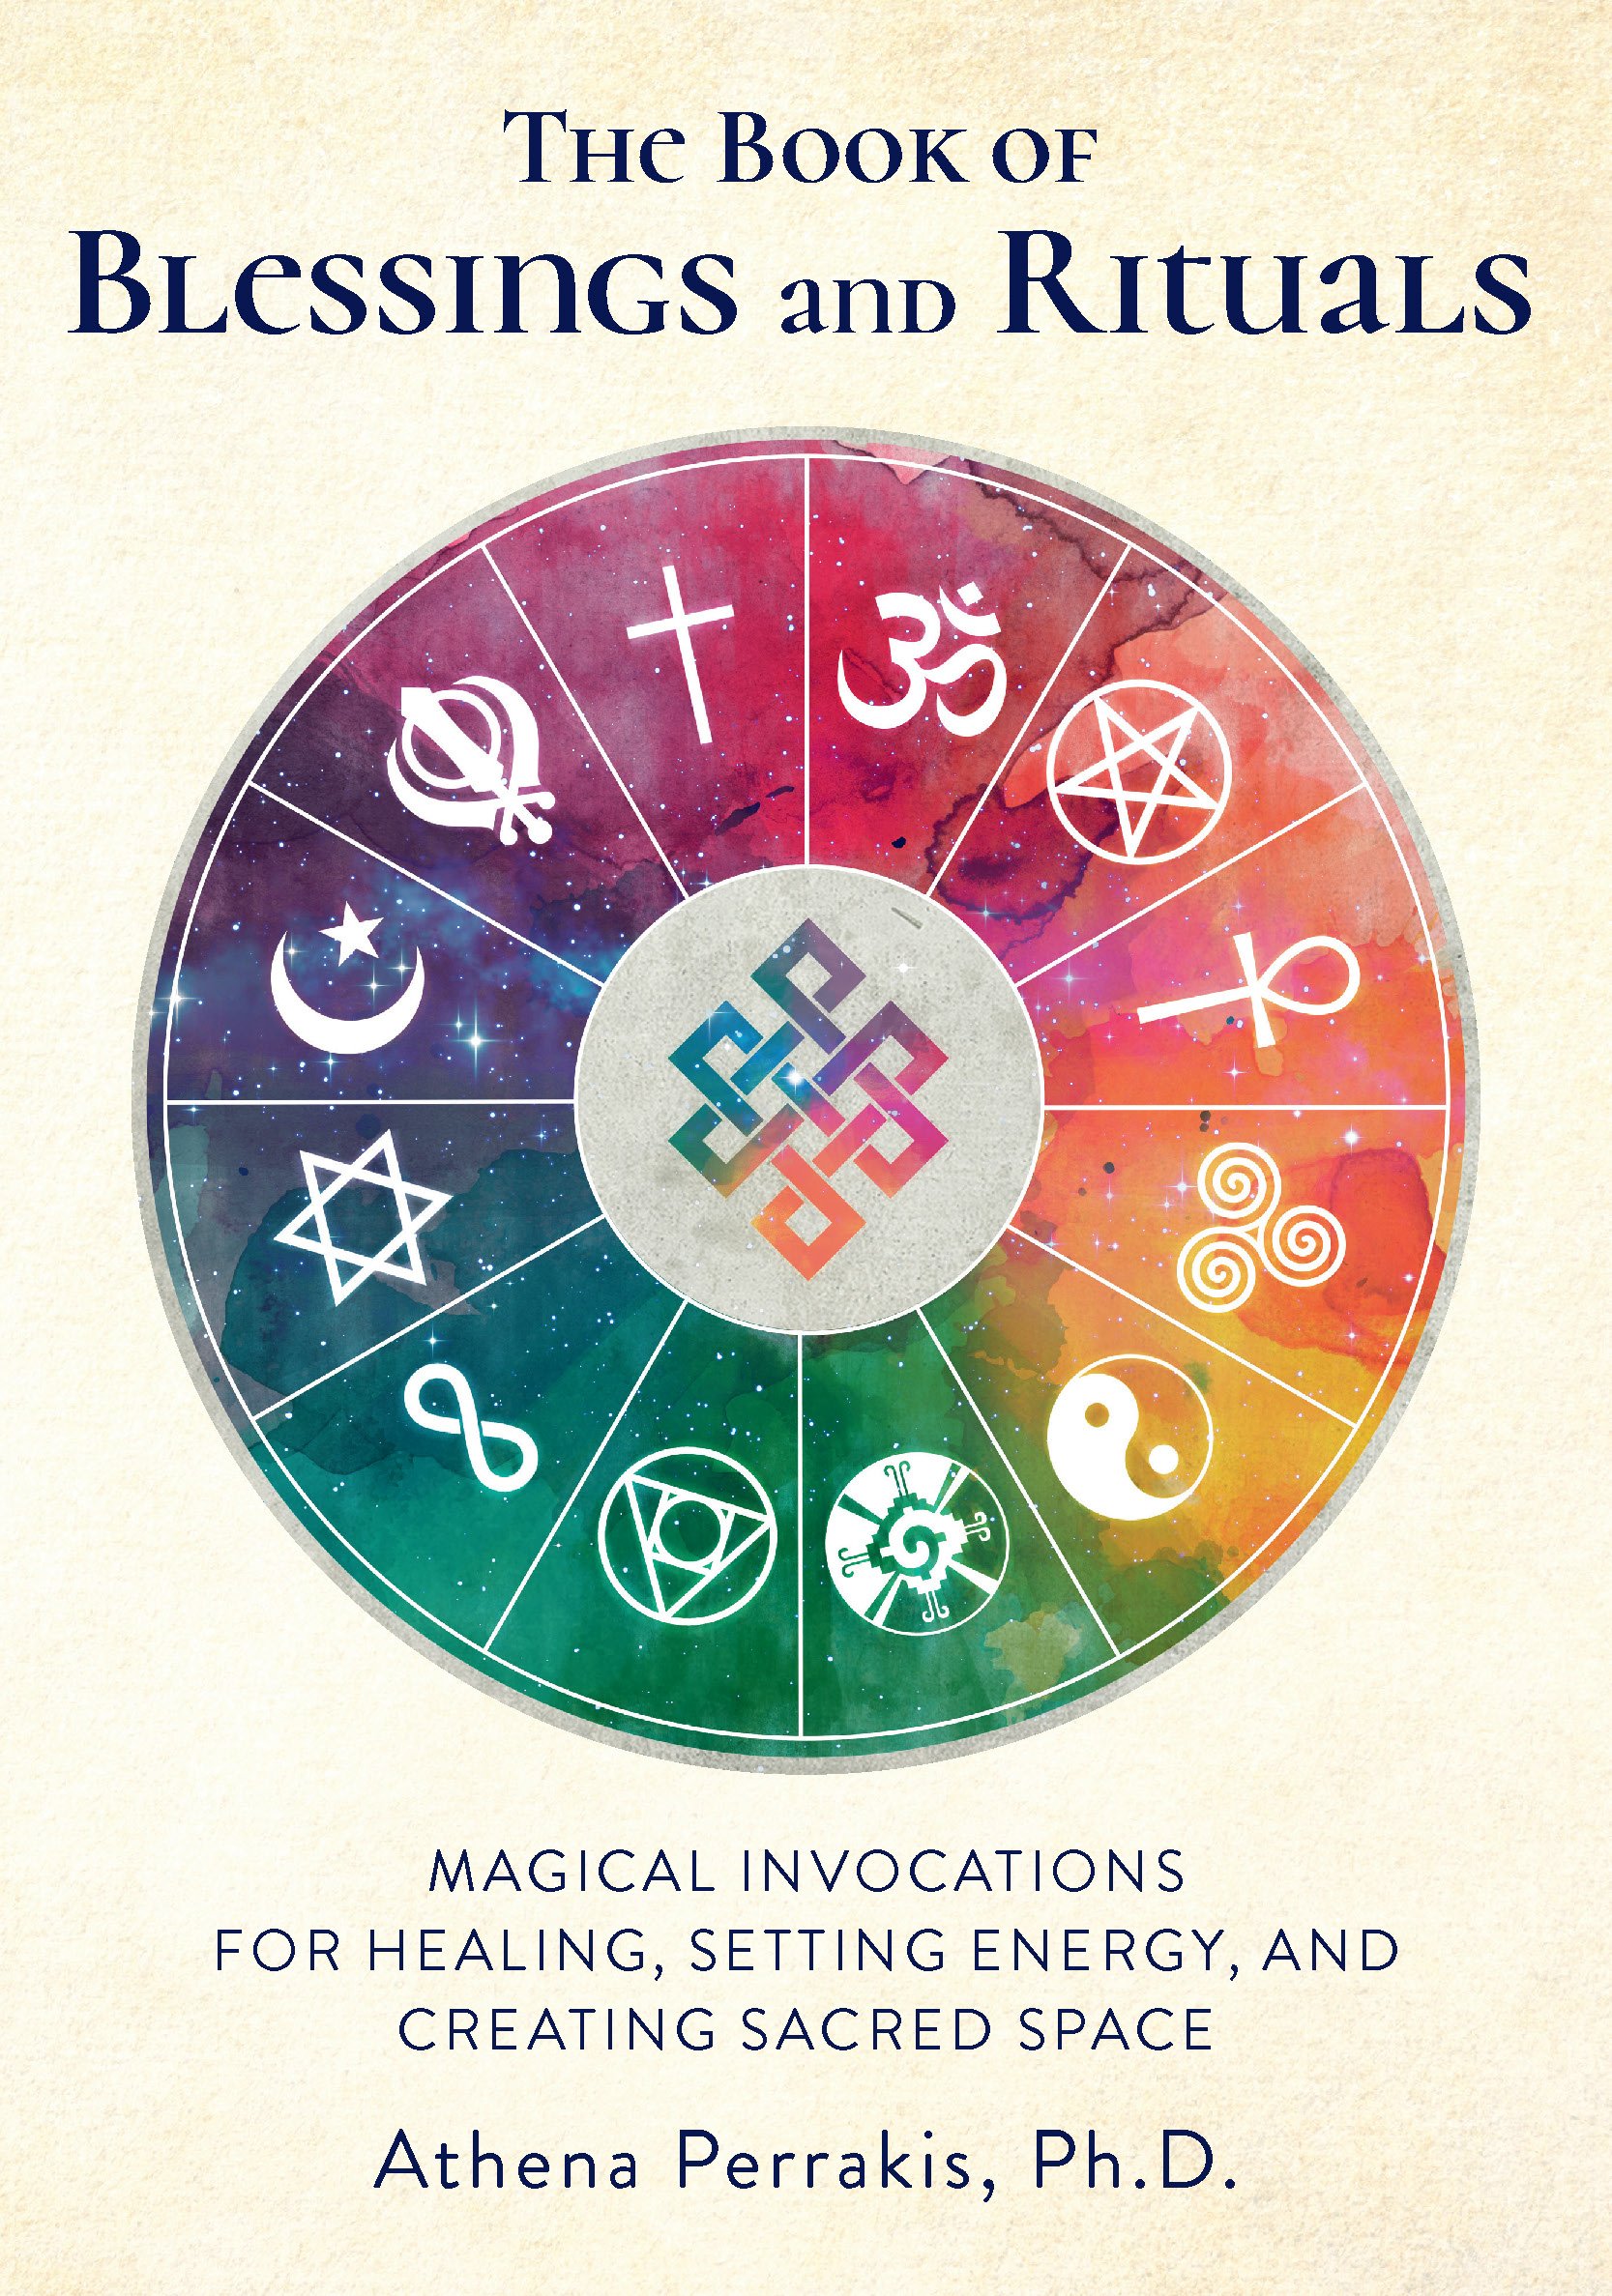 The Book of
Blessings and Rituals
ॐ
MAGICAL INVOCATIONS
FOR HEALING, SETTING ENERGY, AND
CREATING SACRED SPACE
Athena Perrakis, Ph.D.